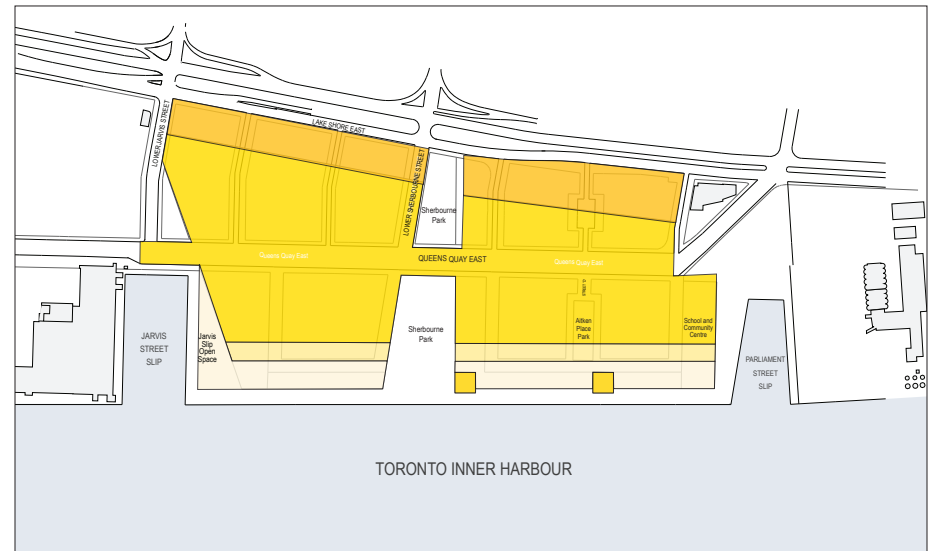 LOWER JARVIS STREET
LAKE SHORE EAST
LOWER SHERBOURNE STREET
Sherbourne
Park
Queens Quay East
QUEENS QUAY EAST
Queens Quay East
STREET 'D'
JARVIS
STREET
SLIP
Jarvis
Slip
Open
Space
Sherbourne
Park
Aitken
Place
Park
School and
Community
Centre
PARLIAMENT
STREET
SLIP
TORONTO INNER HARBOUR